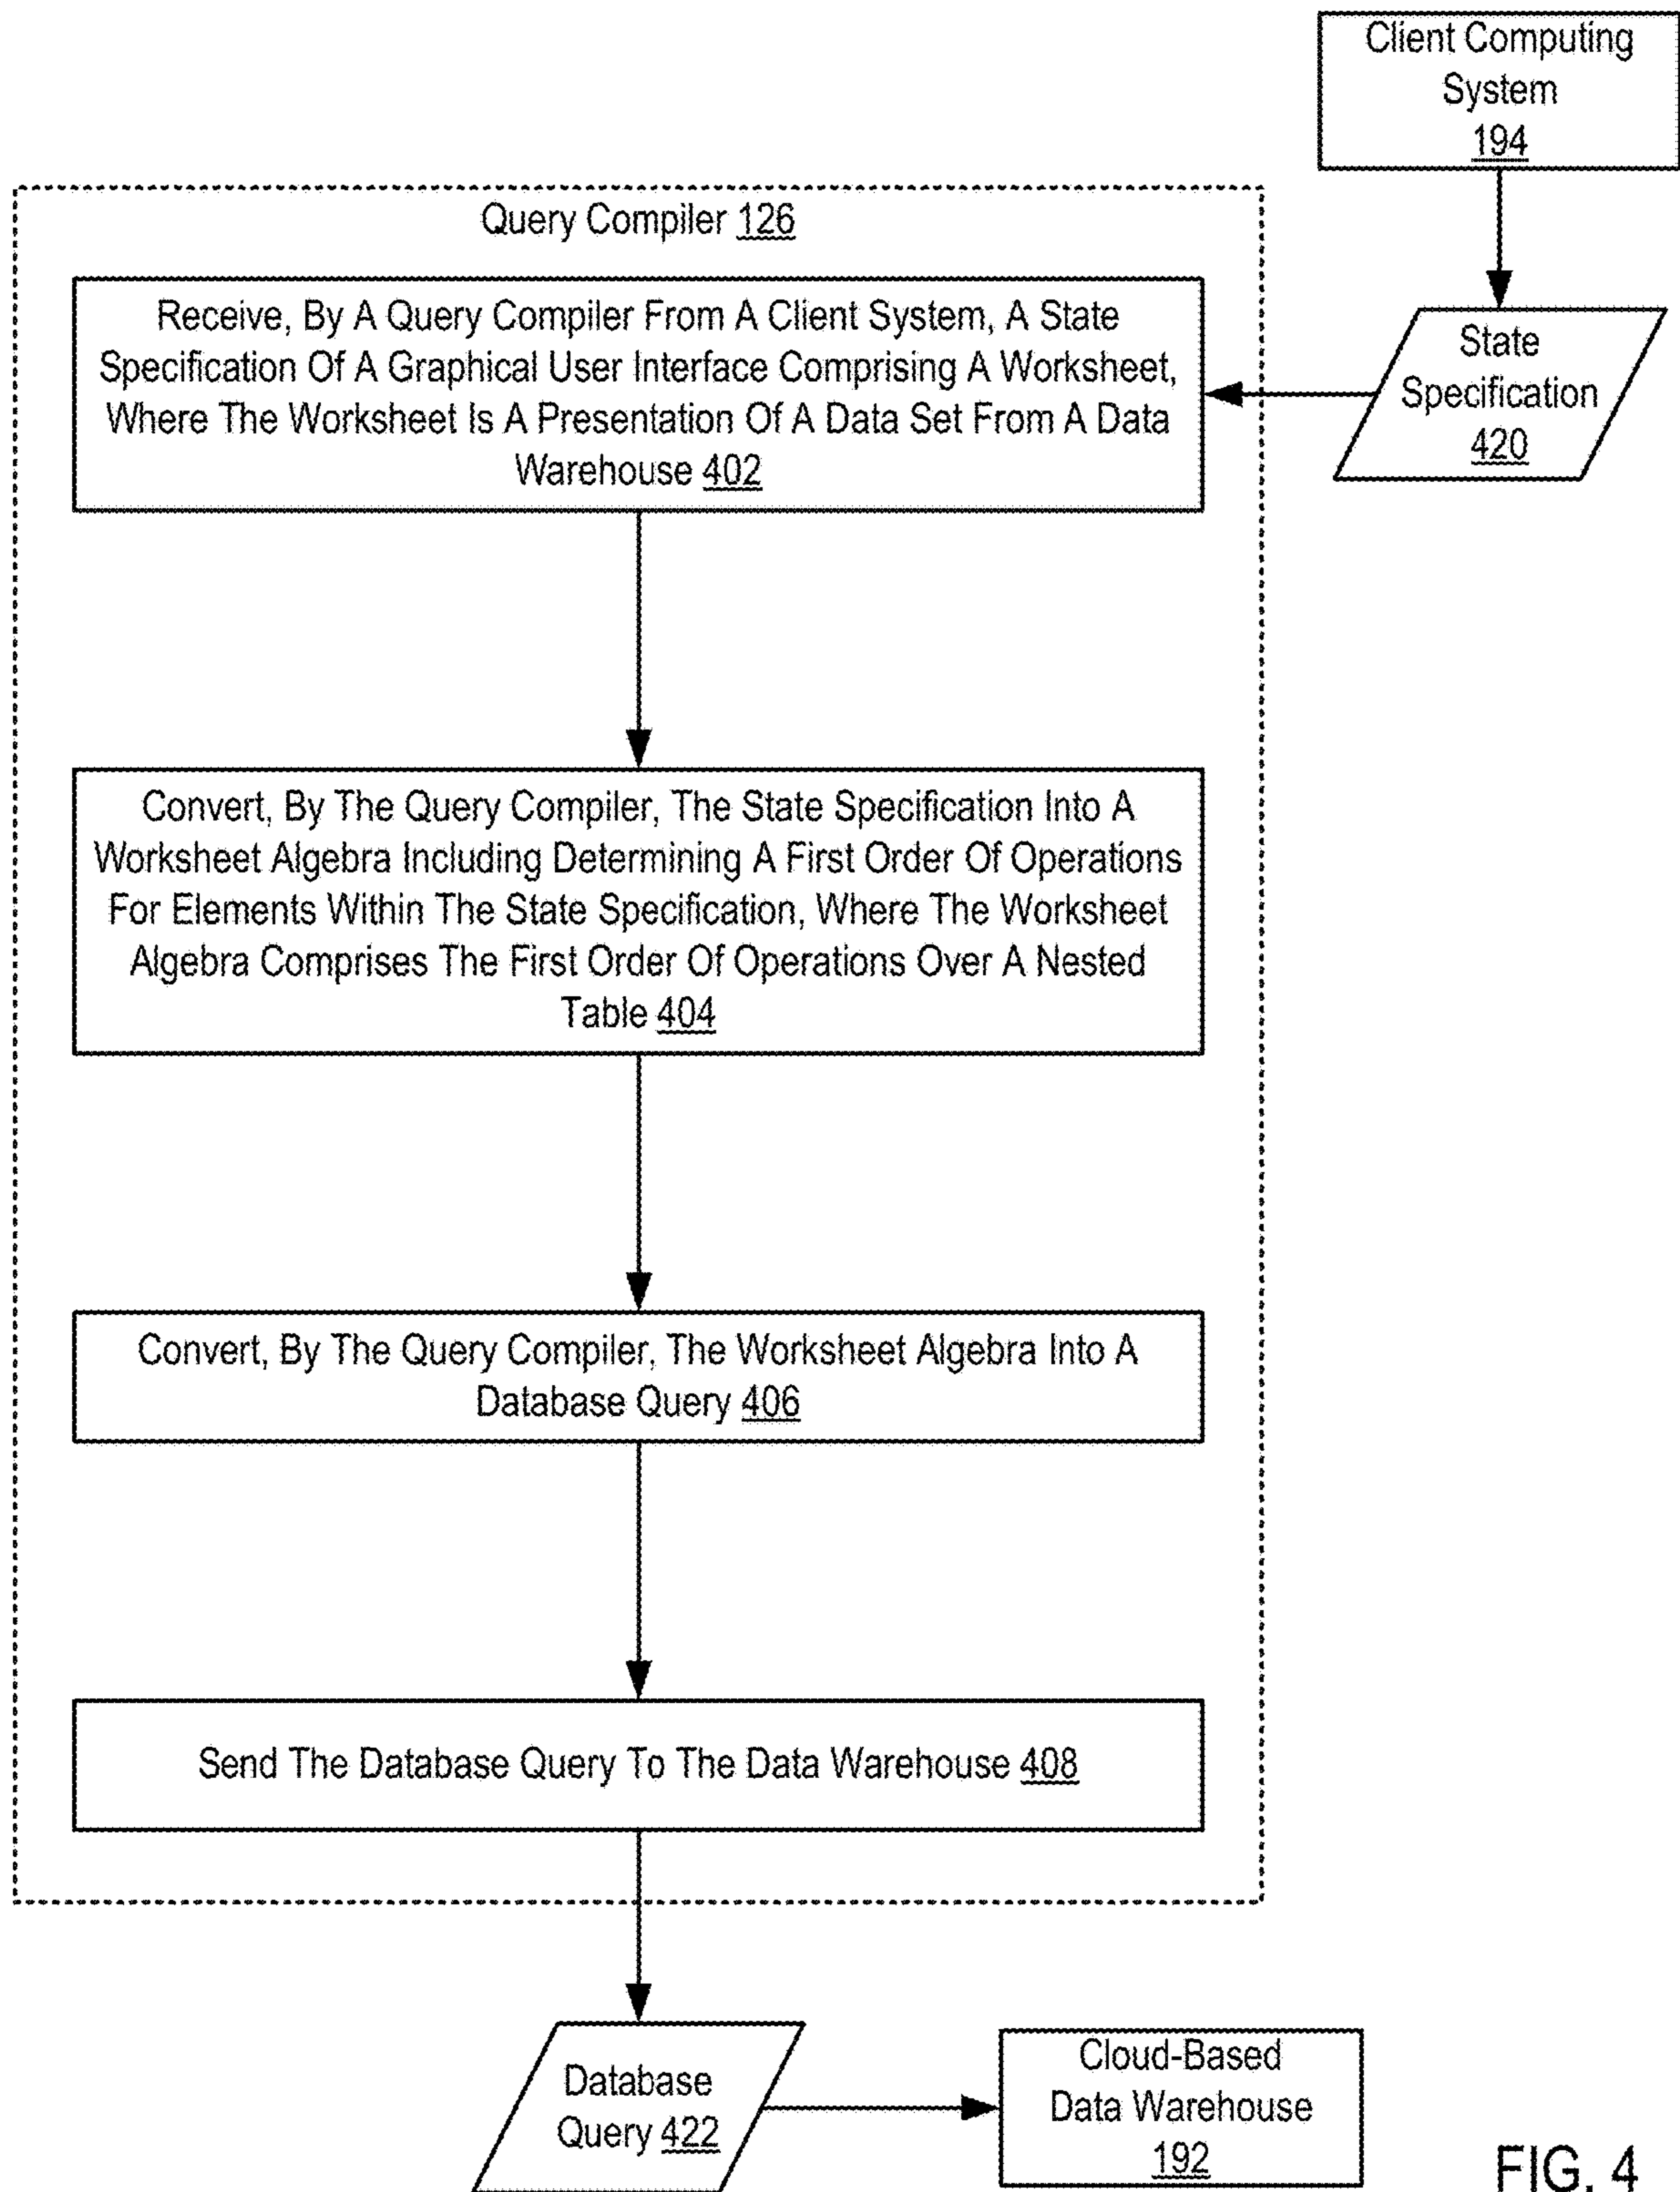 Client Computing
System
194
Query Compiler 126
Receive, By A Query Compiler From A Client System, A State
Specification Of A Graphical User Interface Comprising A Worksheet,
Where The Worksheet Is A Presentation Of A Data Set From A Data
Warehouse 402
State
Specification
420
Convert, By The Query Compiler, The State Specification Into A
Worksheet Algebra Including Determining A First Order Of Operations
For Elements Within The State Specification, Where The Worksheet
Algebra Comprises The First Order Of Operations Over A Nested
Table 404
Convert, By The Query Compiler, The Worksheet Algebra Into A
Database Query 406
Send The Database Query To The Data Warehouse 408
Database
Query 422
Cloud-Based
Data Warehouse
192
FIG. 4